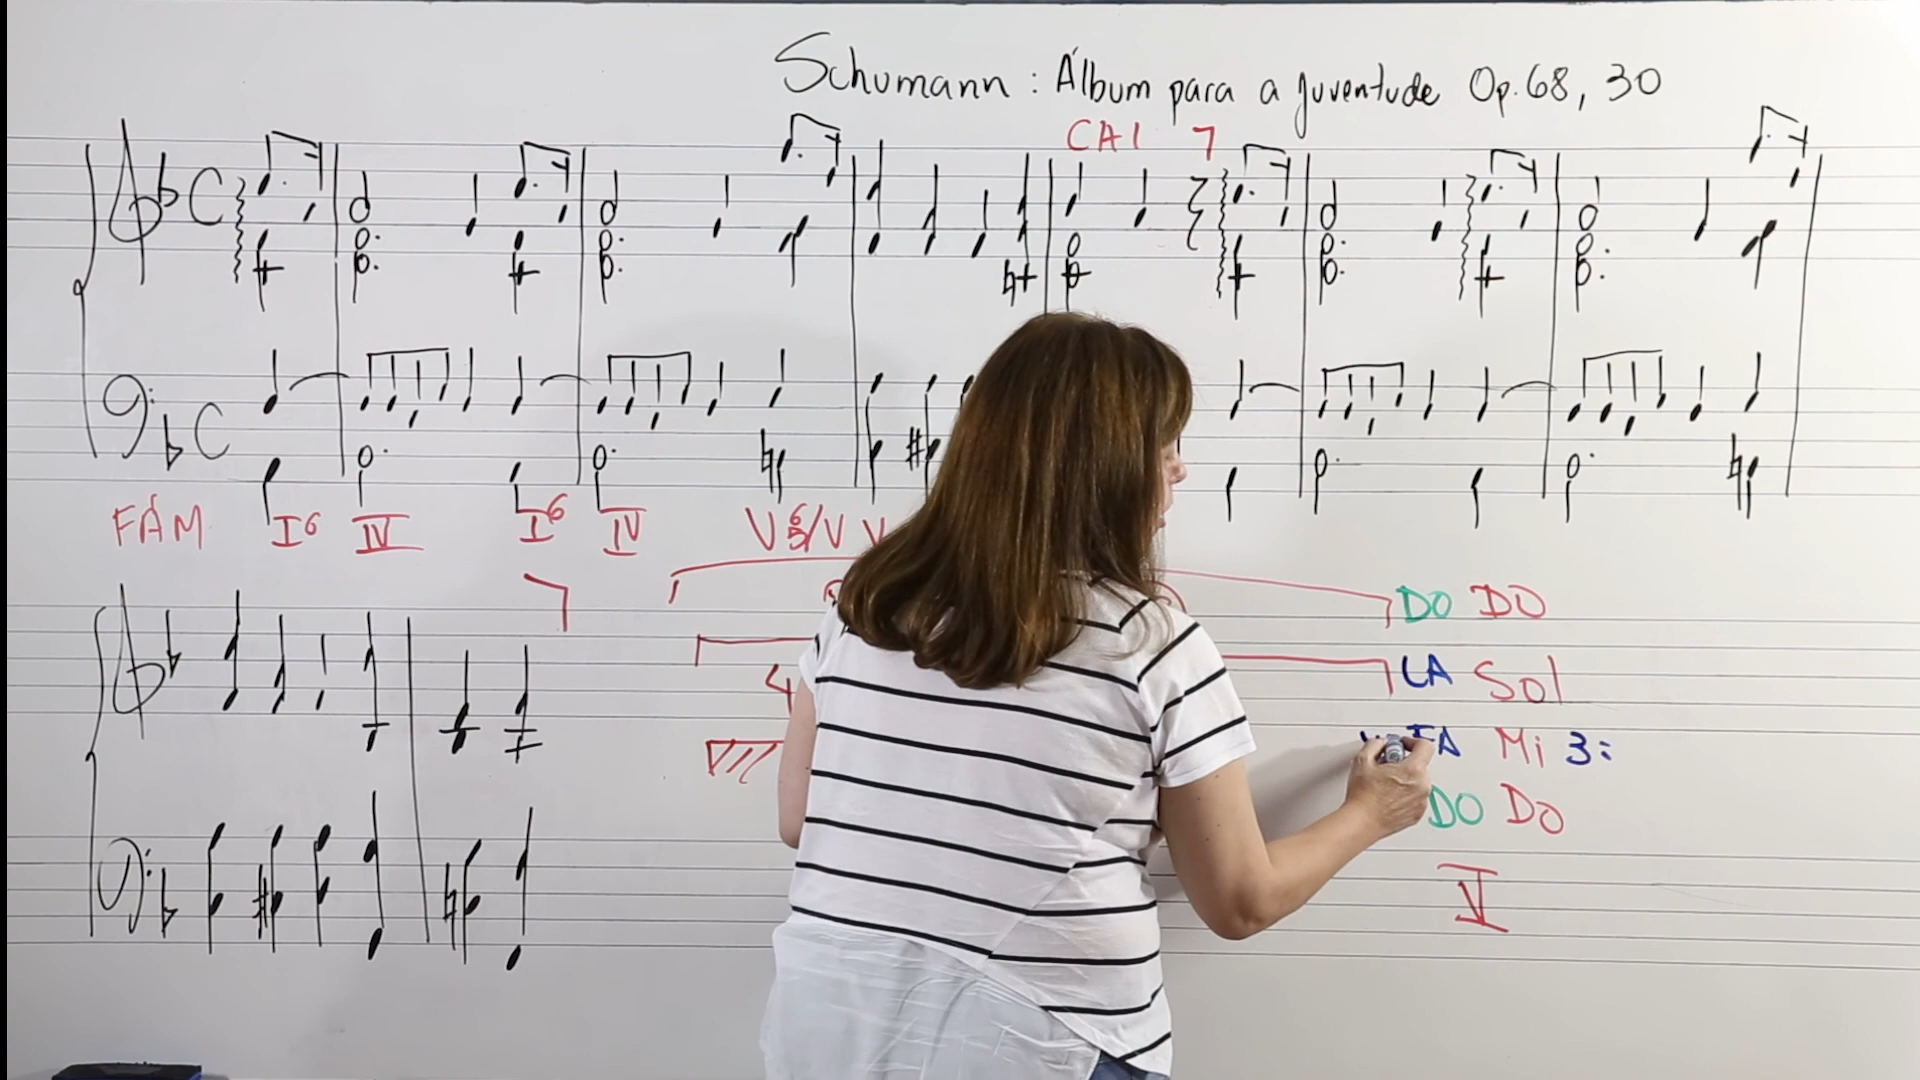 Schumann: Álbum para a juventude Op. 68, 30
CAI 7
FÁM I6 IV I6 IV V6/5/V V
DO DO
LA Sol
4
FA Mi 3:
DO DO
V